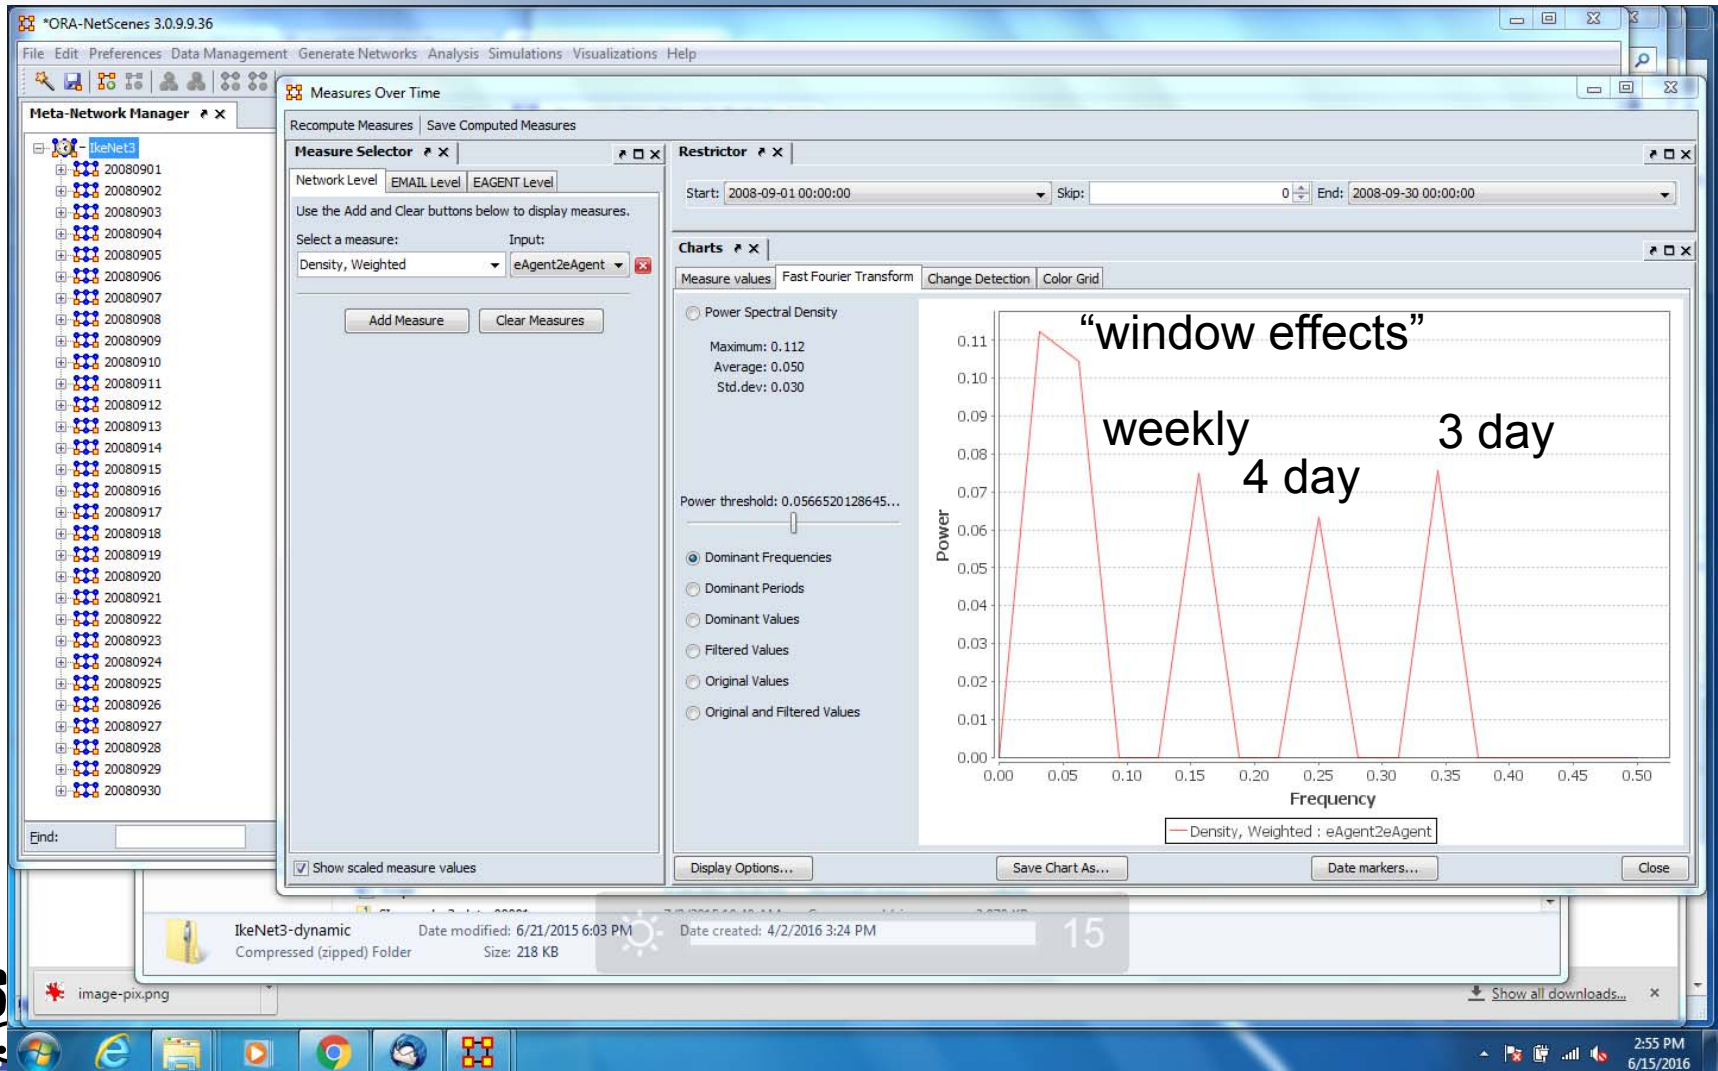 *ORA-NetScenes 3.0.9.9.36
File Edit Preferences Data Management Generate Networks Analysis Simulations Visualizations Help
Meta-Network Manager
IkeNet3
20080901
20080902
20080903
20080904
20080905
20080906
20080907
20080908
20080909
20080910
20080911
20080912
20080913
20080914
20080915
20080916
20080917
20080918
20080919
20080920
20080921
20080922
20080923
20080924
20080925
20080926
20080927
20080928
20080929
20080930
Find:
Measures Over Time
Recompute Measures Save Computed Measures
Measure Selector
Network Level EMAIL Level EAGENT Level
Use the Add and Clear buttons below to display measures.
Select a measure: Input:
Density, Weighted eAgent2eAgent
Add Measure Clear Measures
Show scaled measure values
Restrictor
Start: 2008-09-01 00:00:00 Skip: 0 End: 2008-09-30 00:00:00
Charts
Measure values Fast Fourier Transform Change Detection Color Grid
Power Spectral Density
Maximum: 0.112
Average: 0.050
Std.dev: 0.030
Power threshold: 0.0566520128645...
Dominant Frequencies
Dominant Periods
Dominant Values
Filtered Values
Original Values
Original and Filtered Values
“window effects”
weekly
3 day
4 day
Power
0.11
0.10
0.09
0.08
0.07
0.06
0.05
0.04
0.03
0.02
0.01
0.00
0.00 0.05 0.10 0.15 0.20 0.25 0.30 0.35 0.40 0.45 0.50
Frequency
Density, Weighted : eAgent2eAgent
Display Options... Save Chart As... Date markers... Close
IkeNet3-dynamic Date modified: 6/21/2015 6:03 PM Date created: 4/2/2016 3:24 PM
Compressed (zipped) Folder Size: 218 KB
15
image-pix.png
Show all downloads...
2:55 PM
6/15/2016